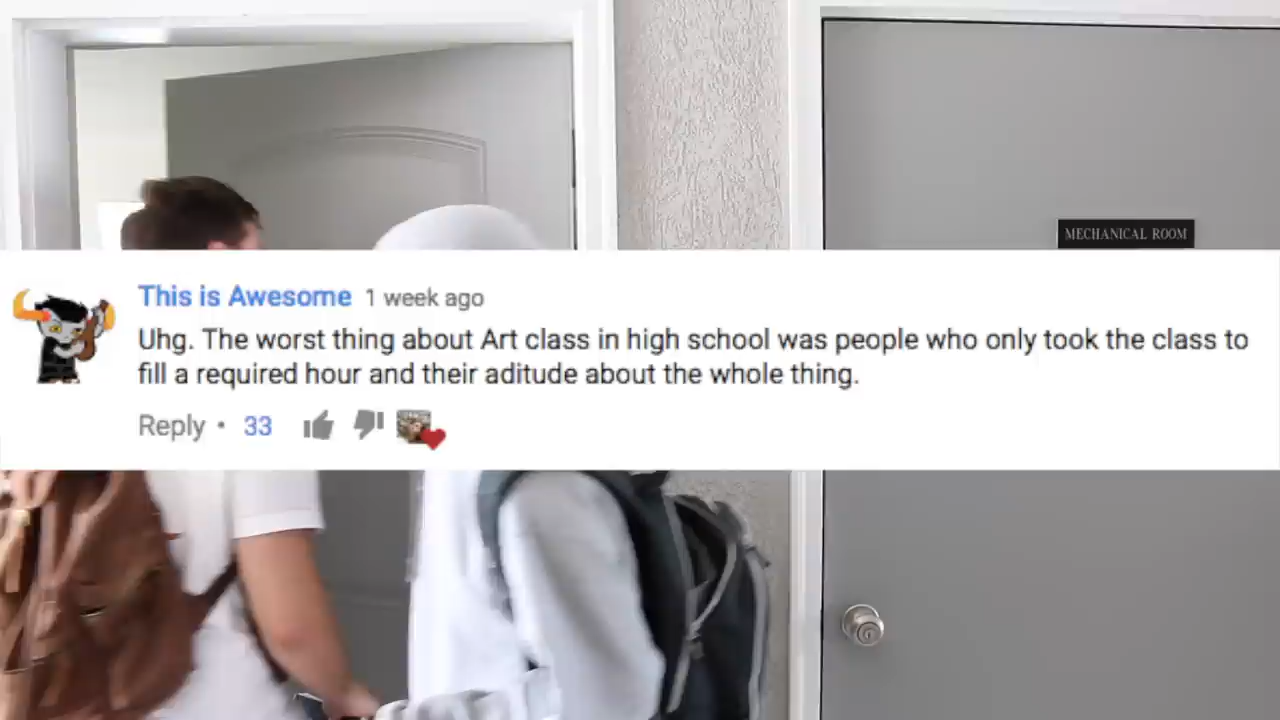 MECHANICAL ROOM
This is Awesome 1 week ago
Uhg. The worst thing about Art class in high school was people who only took the class to
fill a required hour and their aditude about the whole thing.
Reply • 33